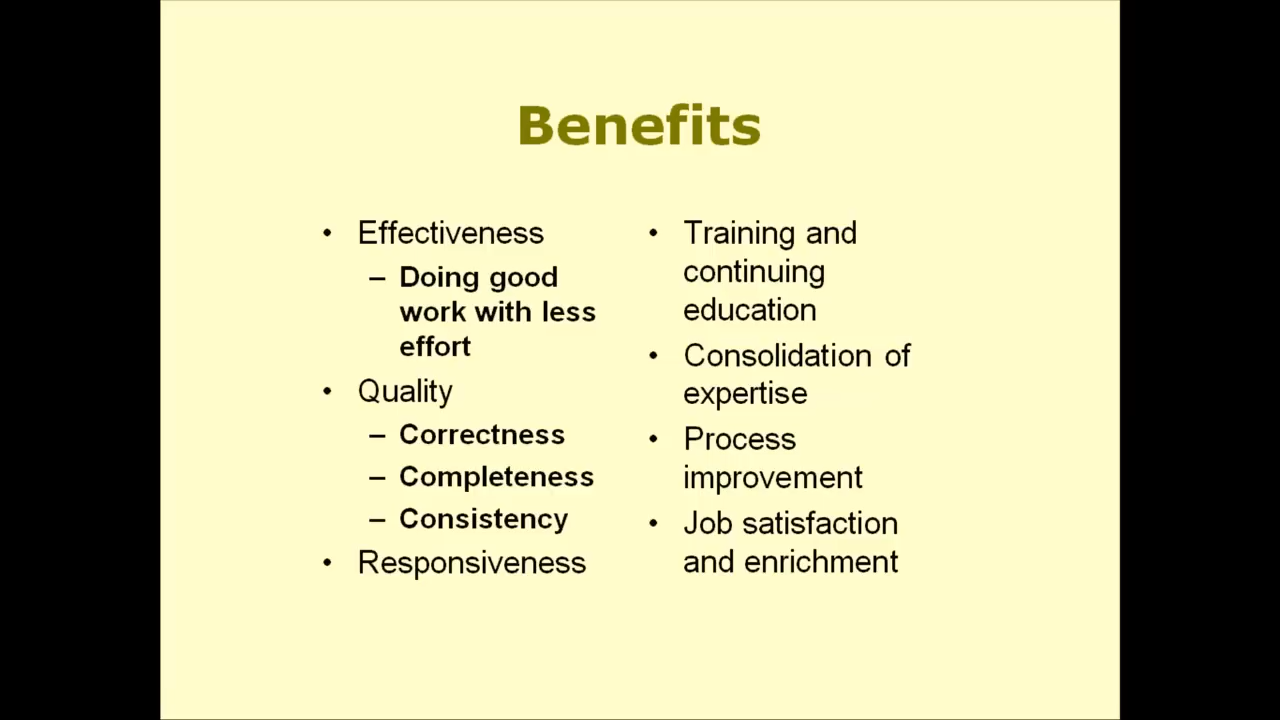 Benefits
• Effectiveness
– Doing good
work with less
effort
• Quality
– Correctness
– Completeness
– Consistency
• Responsiveness
• Training and
continuing
education
• Consolidation of
expertise
• Process
improvement
• Job satisfaction
and enrichment